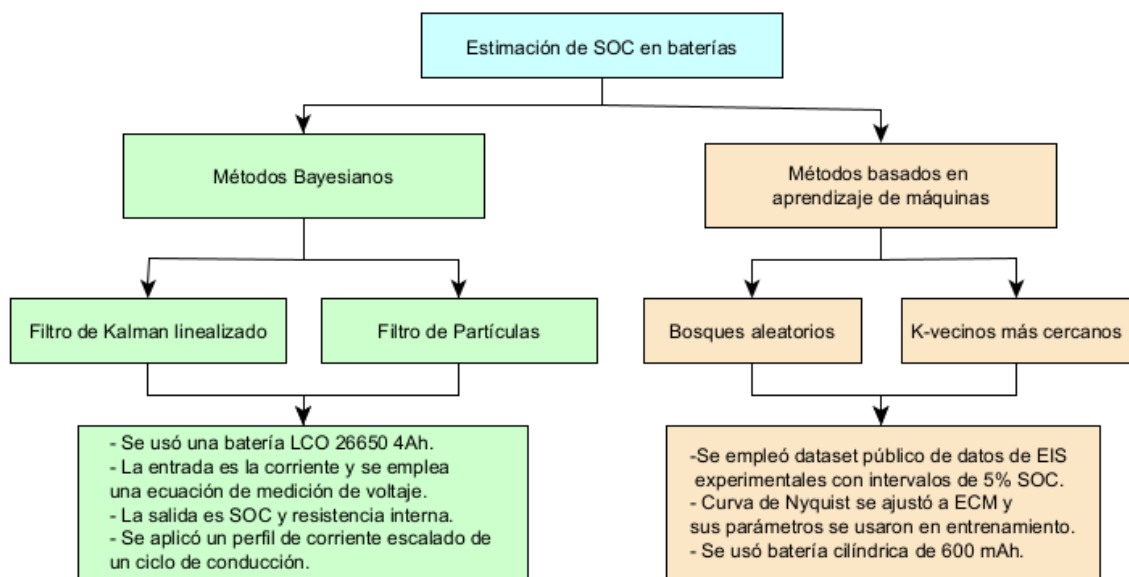 Estimación de SOC en baterías
Métodos Bayesianos
Métodos basados en
aprendizaje de máquinas
Filtro de Kalman linealizado
Filtro de Partículas
Bosques aleatorios
K-vecinos más cercanos
- Se usó una batería LCO 26650 4Ah.
- La entrada es la corriente y se emplea
una ecuación de medición de voltaje.
- La salida es SOC y resistencia interna.
- Se aplicó un perfil de corriente escalado de
un ciclo de conducción.
-Se empleó dataset público de datos de EIS
experimentales con intervalos de 5% SOC.
- Curva de Nyquist se ajustó a ECM y
sus parámetros se usaron en entrenamiento.
- Se usó batería cilíndrica de 600 mAh.